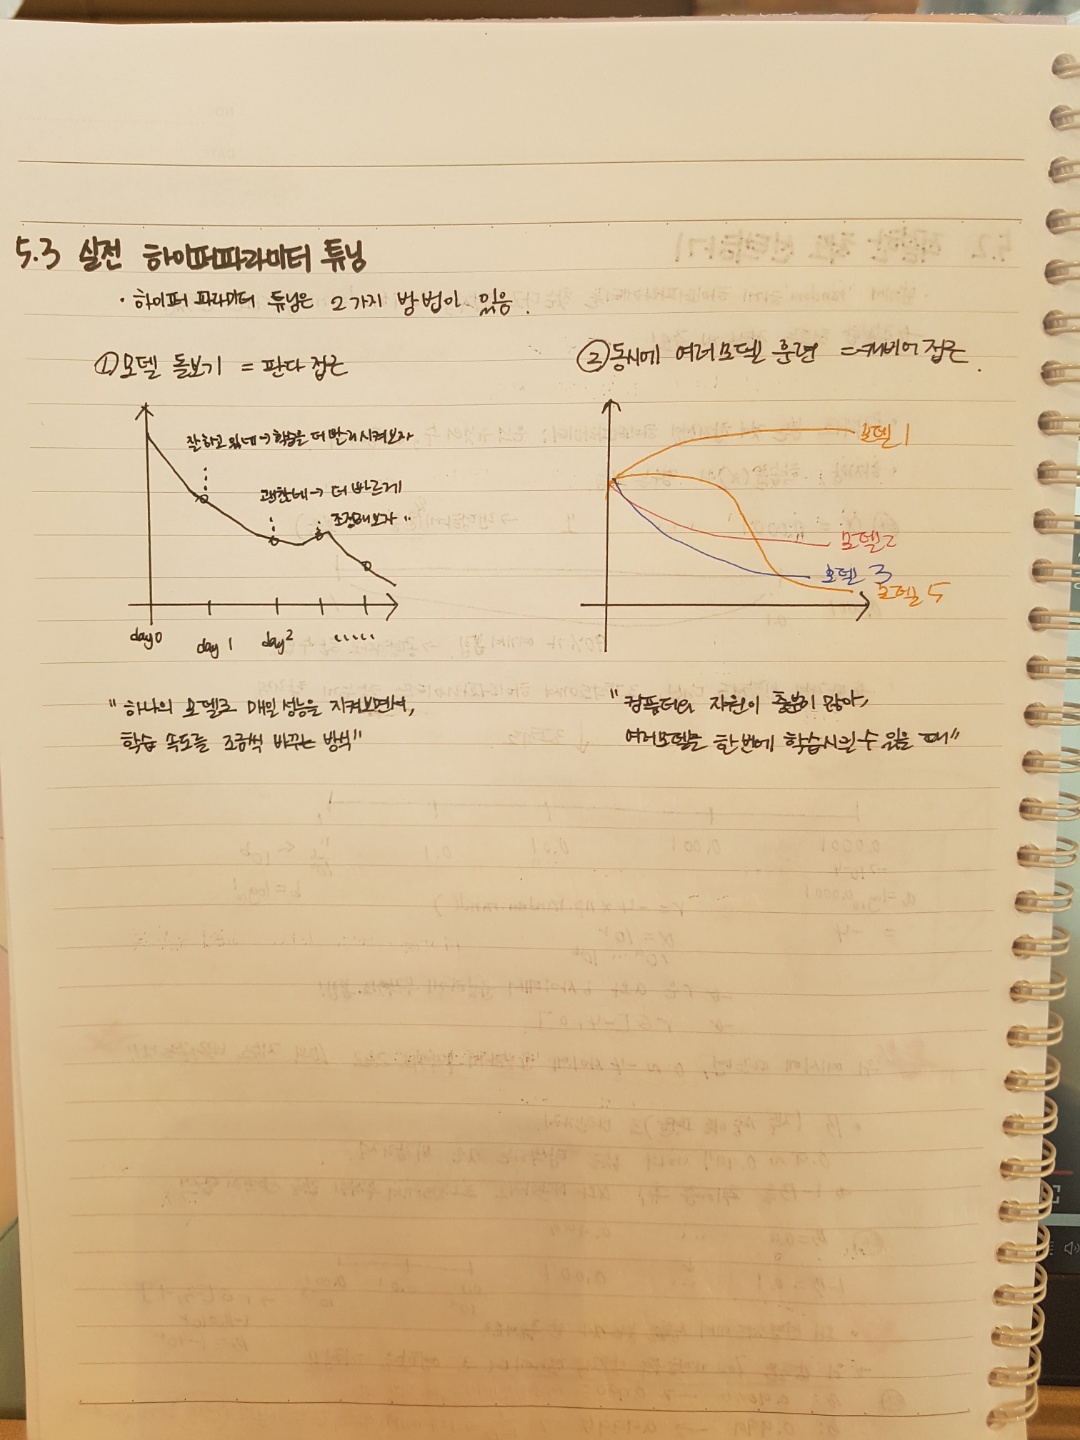 5.3 실전 하이퍼파라미터 튜닝
· 하이퍼 파라미터 튜닝은 2가지 방법이 있음.
① 모델 돌보기 = 판다 접근
잘하고 있네 → 학습을 더 빨리 시켜보자
괜찮네 → 더 빠르게
조정해보자 "
day 0
day 1
day 2
.....
" 하나의 모델로 매일 성능을 지켜보면서,
학습 속도를 조금씩 바꾸는 방식"
② 동시에 여러 모델 훈련 = 캐비어 접근.
모델 1
모델 2
모델 3
모델 5
" 컴퓨터의 자원이 충분히 많아,
여러모델을 한번에 학습시킬 수 있을 때"